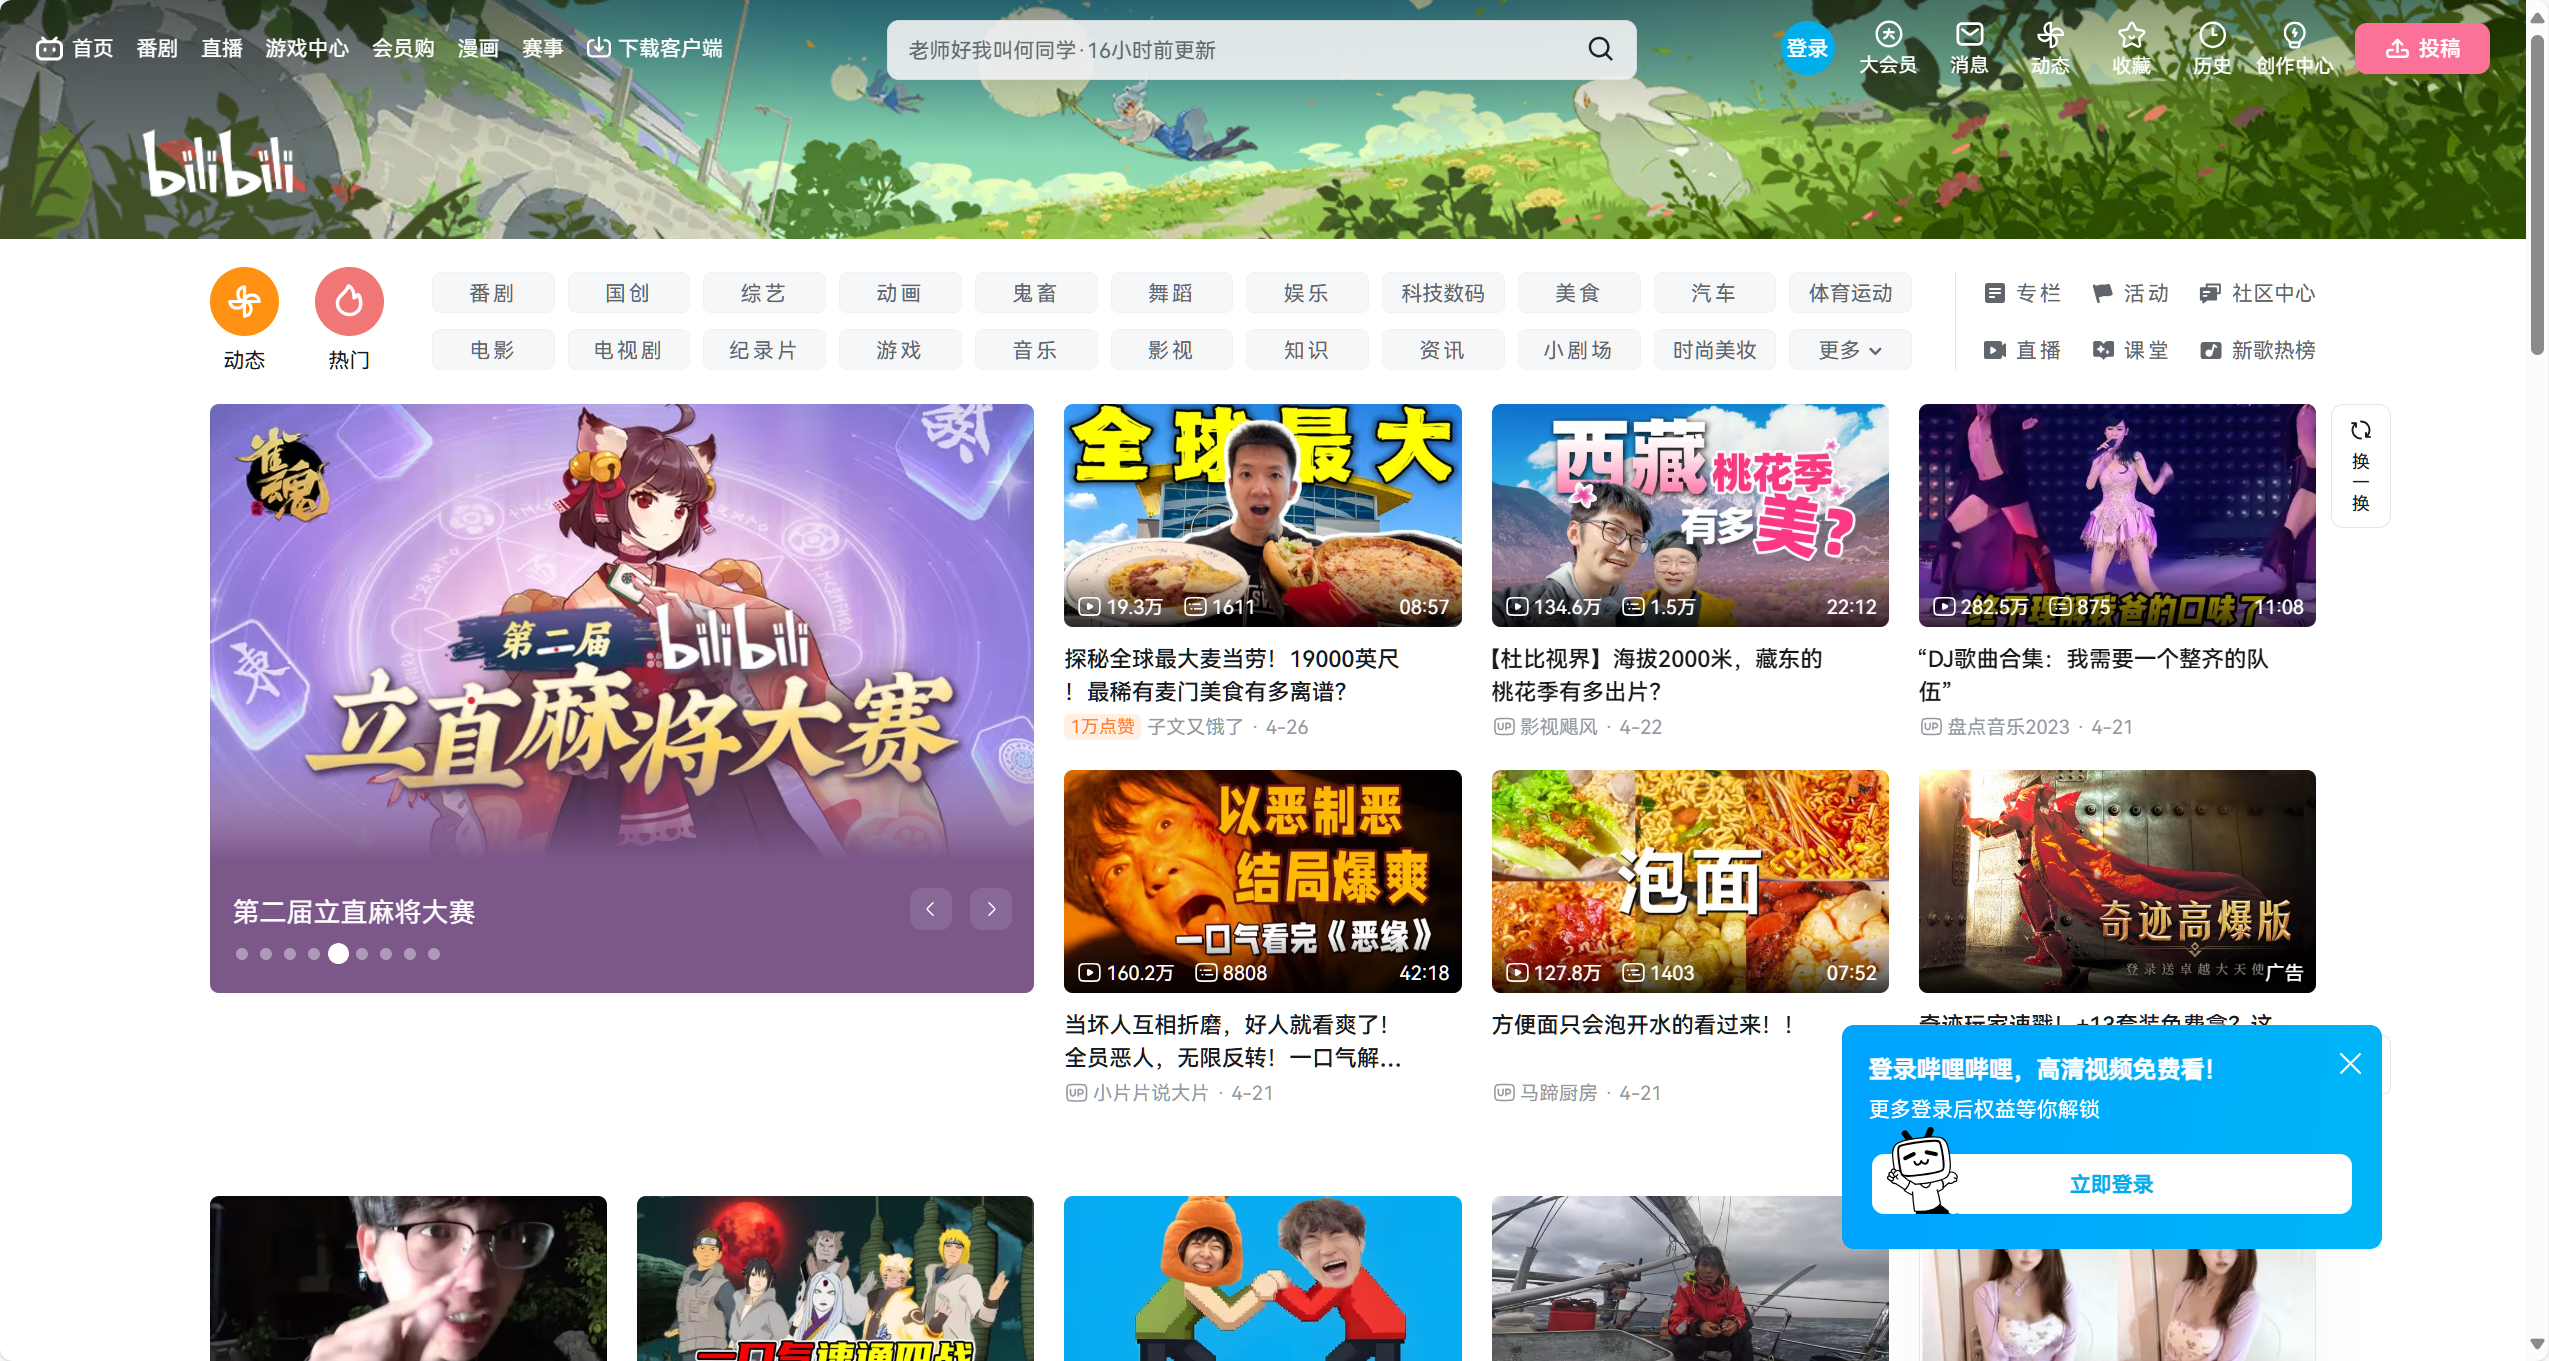 首页
番剧
直播
游戏中心
会员购
漫画
赛事
下载客户端
老师好我叫何同学·16小时前更新
登录
大会员
消息
动态
收藏
历史
创作中心
投稿
bilibili
动态
热门
番剧
国创
综艺
动画
鬼畜
舞蹈
娱乐
科技数码
美食
汽车
体育运动
电影
电视剧
纪录片
游戏
音乐
影视
知识
资讯
小剧场
时尚美妆
更多
专栏
活动
社区中心
直播
课堂
新歌热榜
雀魂
第二届 bilibili
立直麻将大赛
第二届立直麻将大赛
全球最大
19.3万
1611
08:57
探秘全球最大麦当劳！19000英尺
！最稀有麦门美食有多离谱？
1万点赞
子文又饿了 · 4-26
西藏桃花季
有多美?
134.6万
1.5万
22:12
【杜比视界】海拔2000米，藏东的
桃花季有多出片？
UP 影视飓风 · 4-22
终于理解我爸的口味了
282.5万
875
11:08
“DJ歌曲合集：我需要一个整齐的队
伍”
UP 盘点音乐2023 · 4-21
换一换
以恶制恶
结局爆爽
一口气看完《恶缘》
160.2万
8808
42:18
当坏人互相折磨，好人就看爽了！
全员恶人，无限反转！一口气解...
UP 小片片说大片 · 4-21
泡面
127.8万
1403
07:52
方便面只会泡开水的看过来！！
UP 马蹄厨房 · 4-21
奇迹高爆版
登录送卓越大天使
广告
奇迹玩家速戳！+13套装免费拿？这
登录哔哩哔哩，高清视频免费看！
更多登录后权益等你解锁
立即登录
一口气速通四战